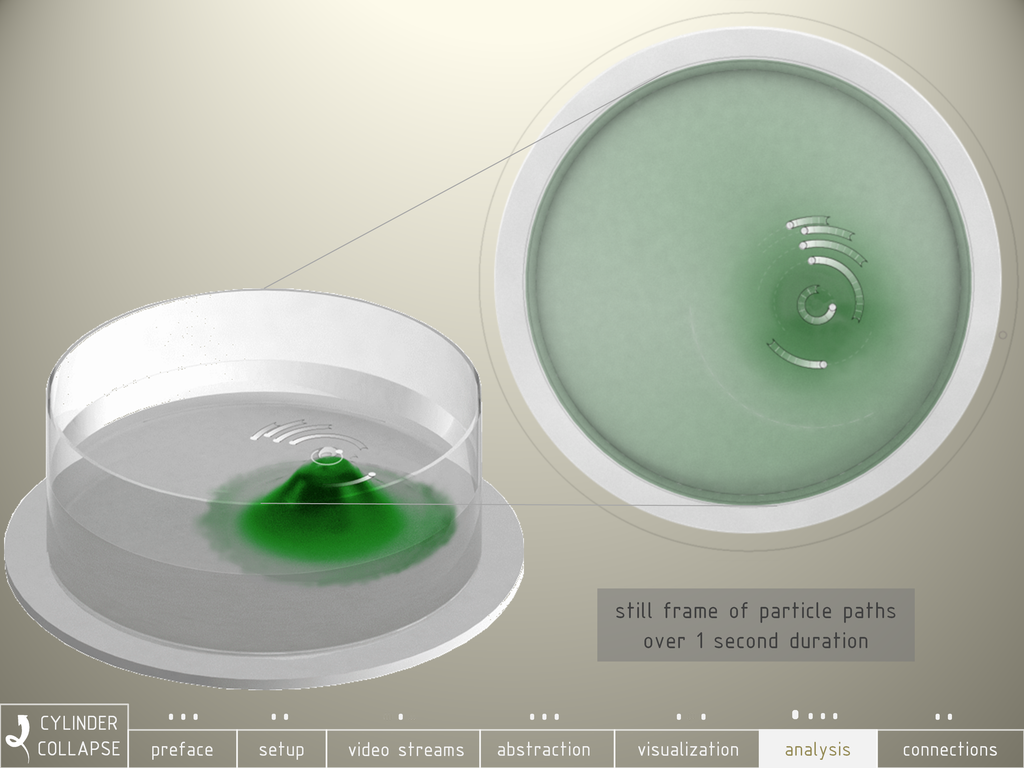 still frame of particle paths
over 1 second duration
CYLINDER
COLLAPSE
preface
setup
video streams
abstraction
visualization
analysis
connections